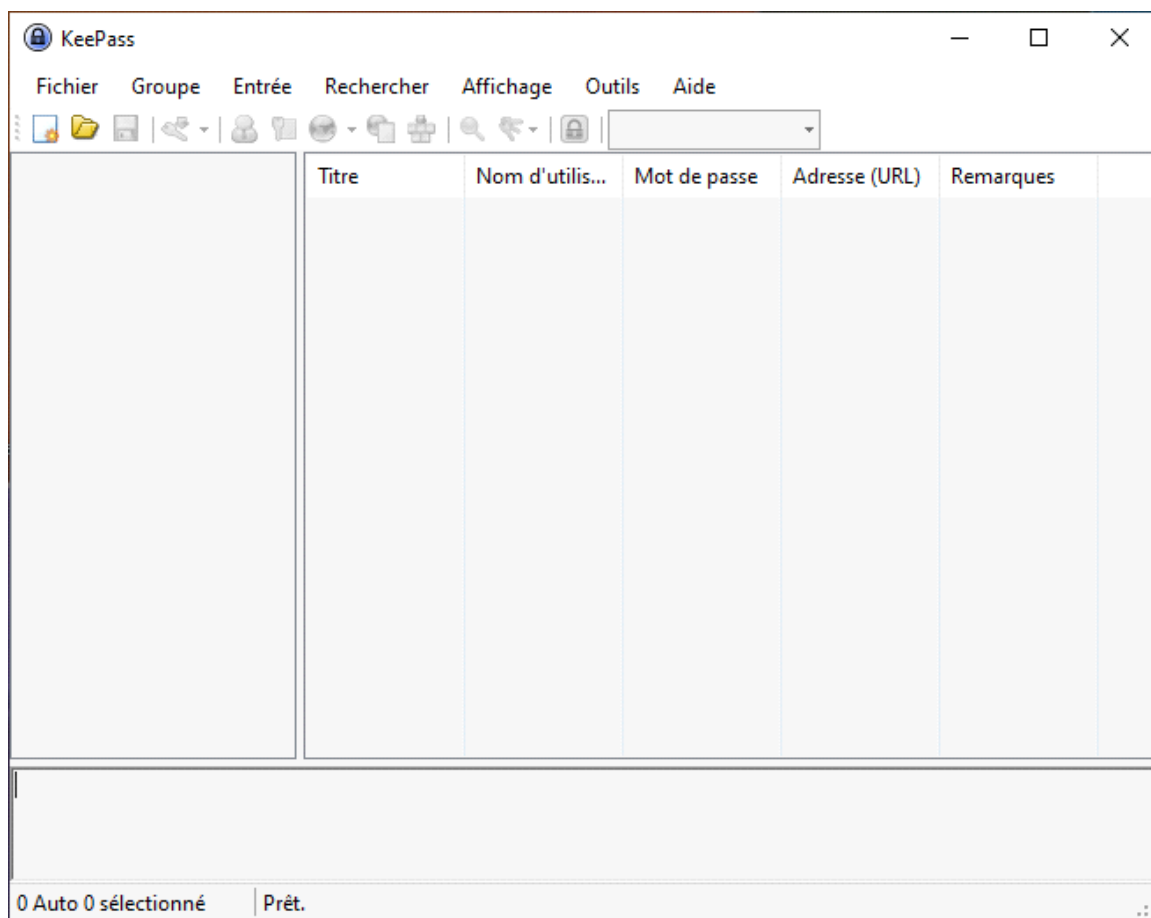 KeePass
Fichier Groupe Entrée Rechercher Affichage Outils Aide
Titre Nom d'utilis... Mot de passe Adresse (URL) Remarques
0 Auto 0 sélectionné Prêt.